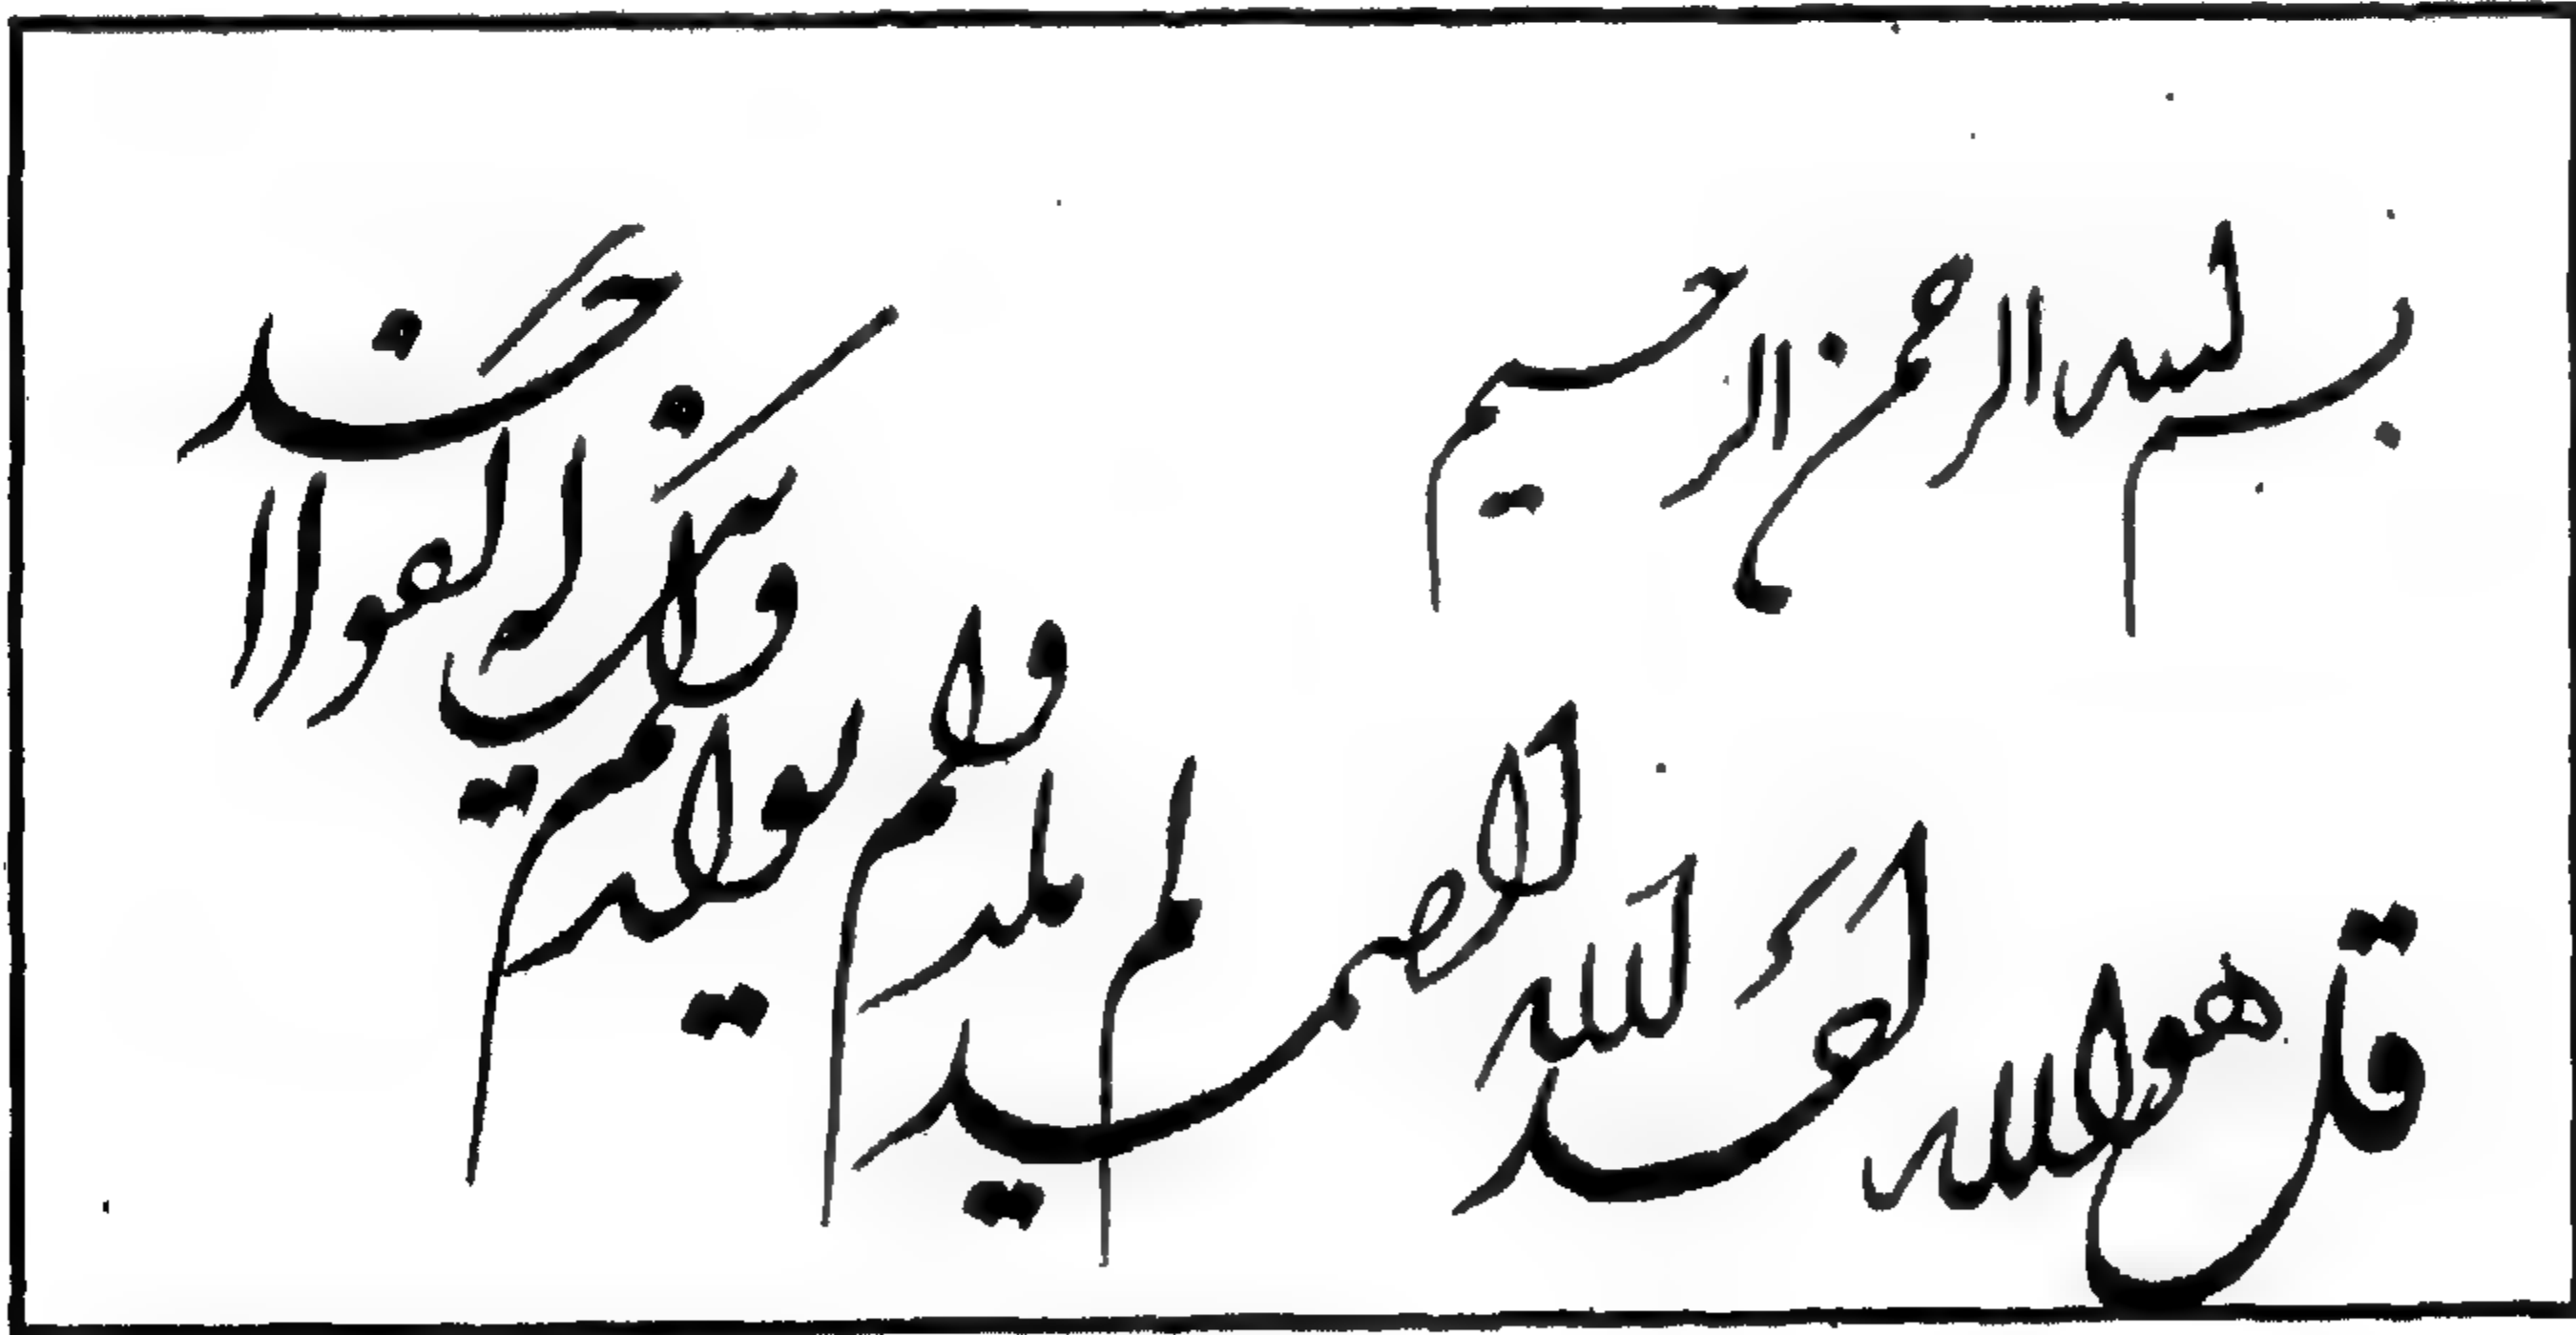 بسم الله الرحمن الرحيم
قل هو الله احد الله الصمد لم يلد ولم يولد ولم يكن له كفوا احد